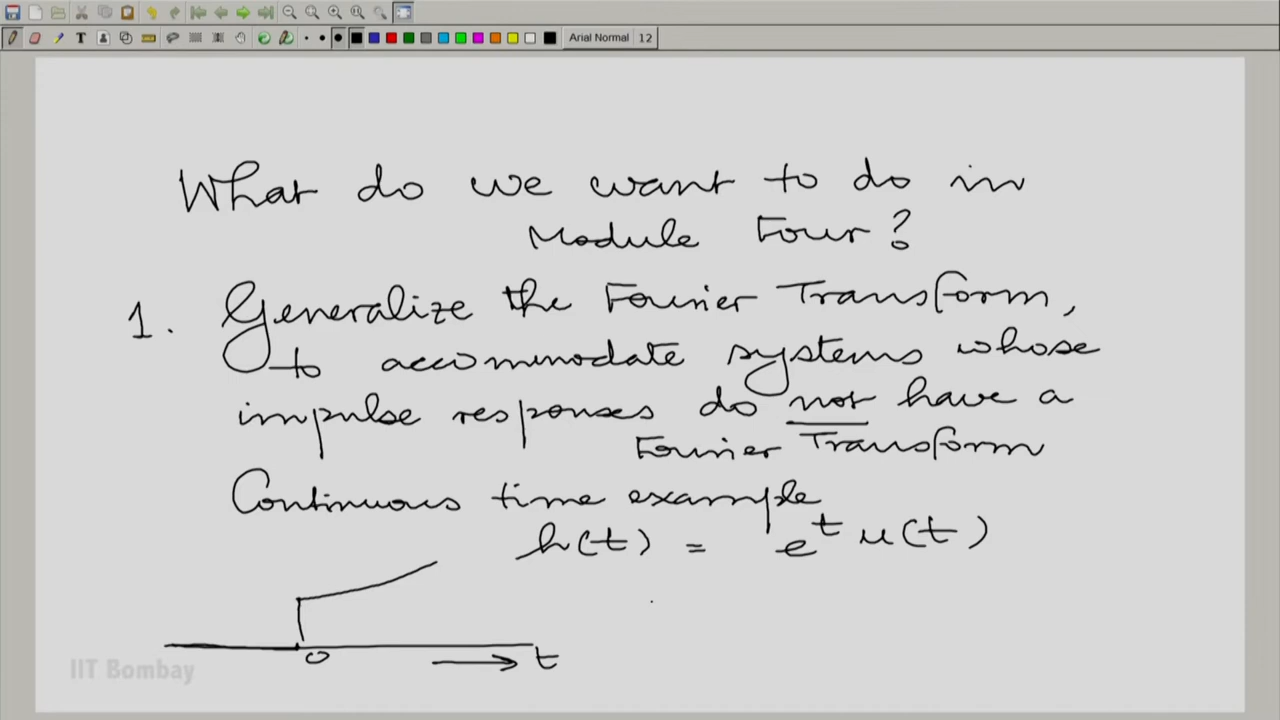 Arial Normal 12
What do we want to do in
Module Four?
1. Generalize the Fourier Transform,
to accommodate systems whose
impulse responses do not have a
Fourier Transform
Continuous time example
h(t) = e^t u(t)
0 t
IIT Bombay